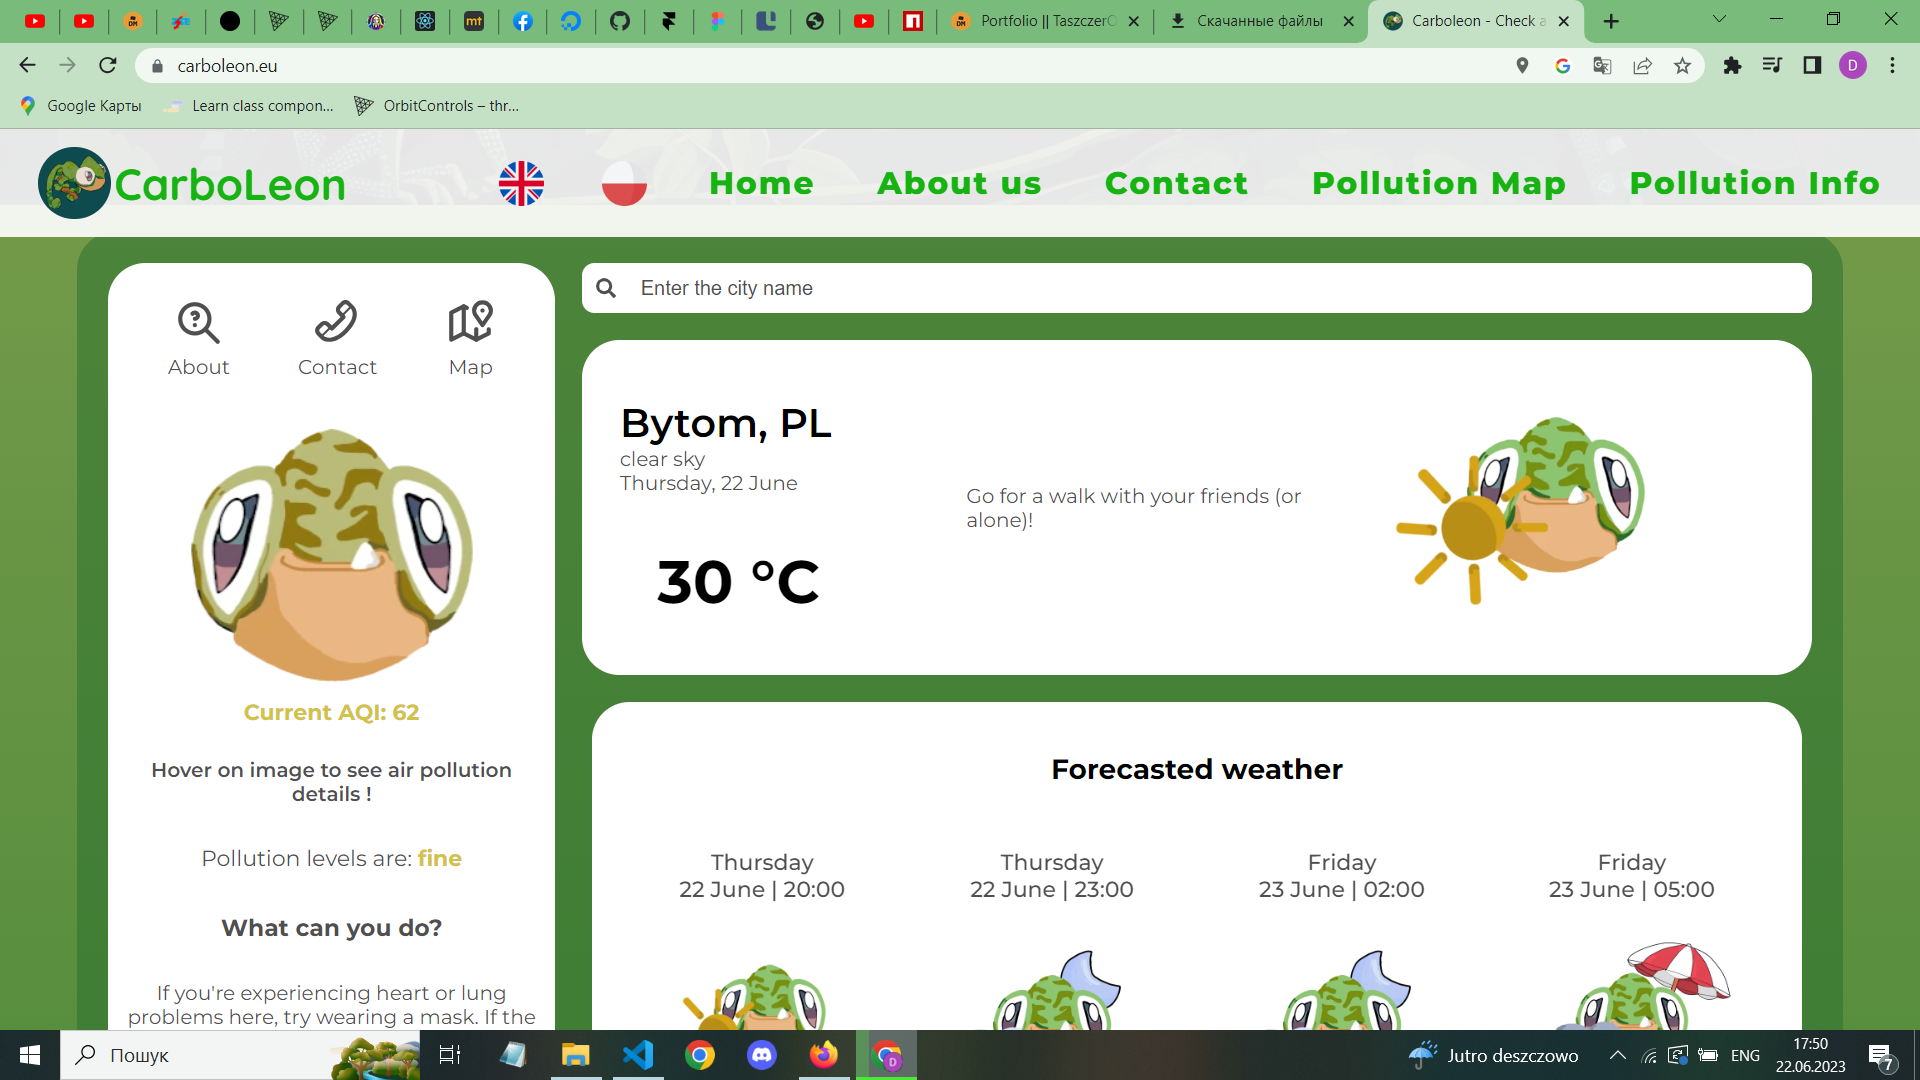 Portfolio || TaszczerC
Скачанные файлы
Carboleon - Check a
carboleon.eu
D
Google Карты
Learn class compon...
OrbitControls – thr...
CarboLeon
Home
About us
Contact
Pollution Map
Pollution Info
About
Contact
Map
Current AQI: 62
Hover on image to see air pollution
details !
Pollution levels are: fine
What can you do?
If you're experiencing heart or lung
problems here, try wearing a mask. If the
Enter the city name
Bytom, PL
clear sky
Thursday, 22 June
30 °C
Go for a walk with your friends (or
alone)!
Forecasted weather
Thursday
22 June | 20:00
Thursday
22 June | 23:00
Friday
23 June | 02:00
Friday
23 June | 05:00
Пошук
Jutro deszczowo
ENG
17:50
22.06.2023
7